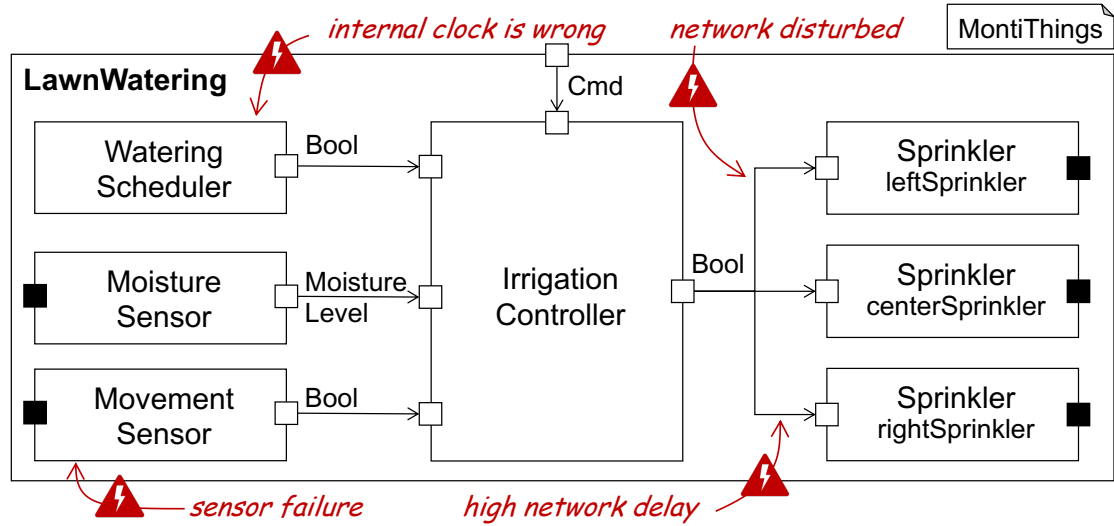 internal clock is wrong
network disturbed
MontiThings
LawnWatering
Cmd
Watering
Scheduler
Bool
Sprinkler
leftSprinkler
Moisture
Sensor
Moisture
Level
Irrigation
Controller
Bool
Sprinkler
centerSprinkler
Movement
Sensor
Bool
Sprinkler
rightSprinkler
sensor failure
high network delay